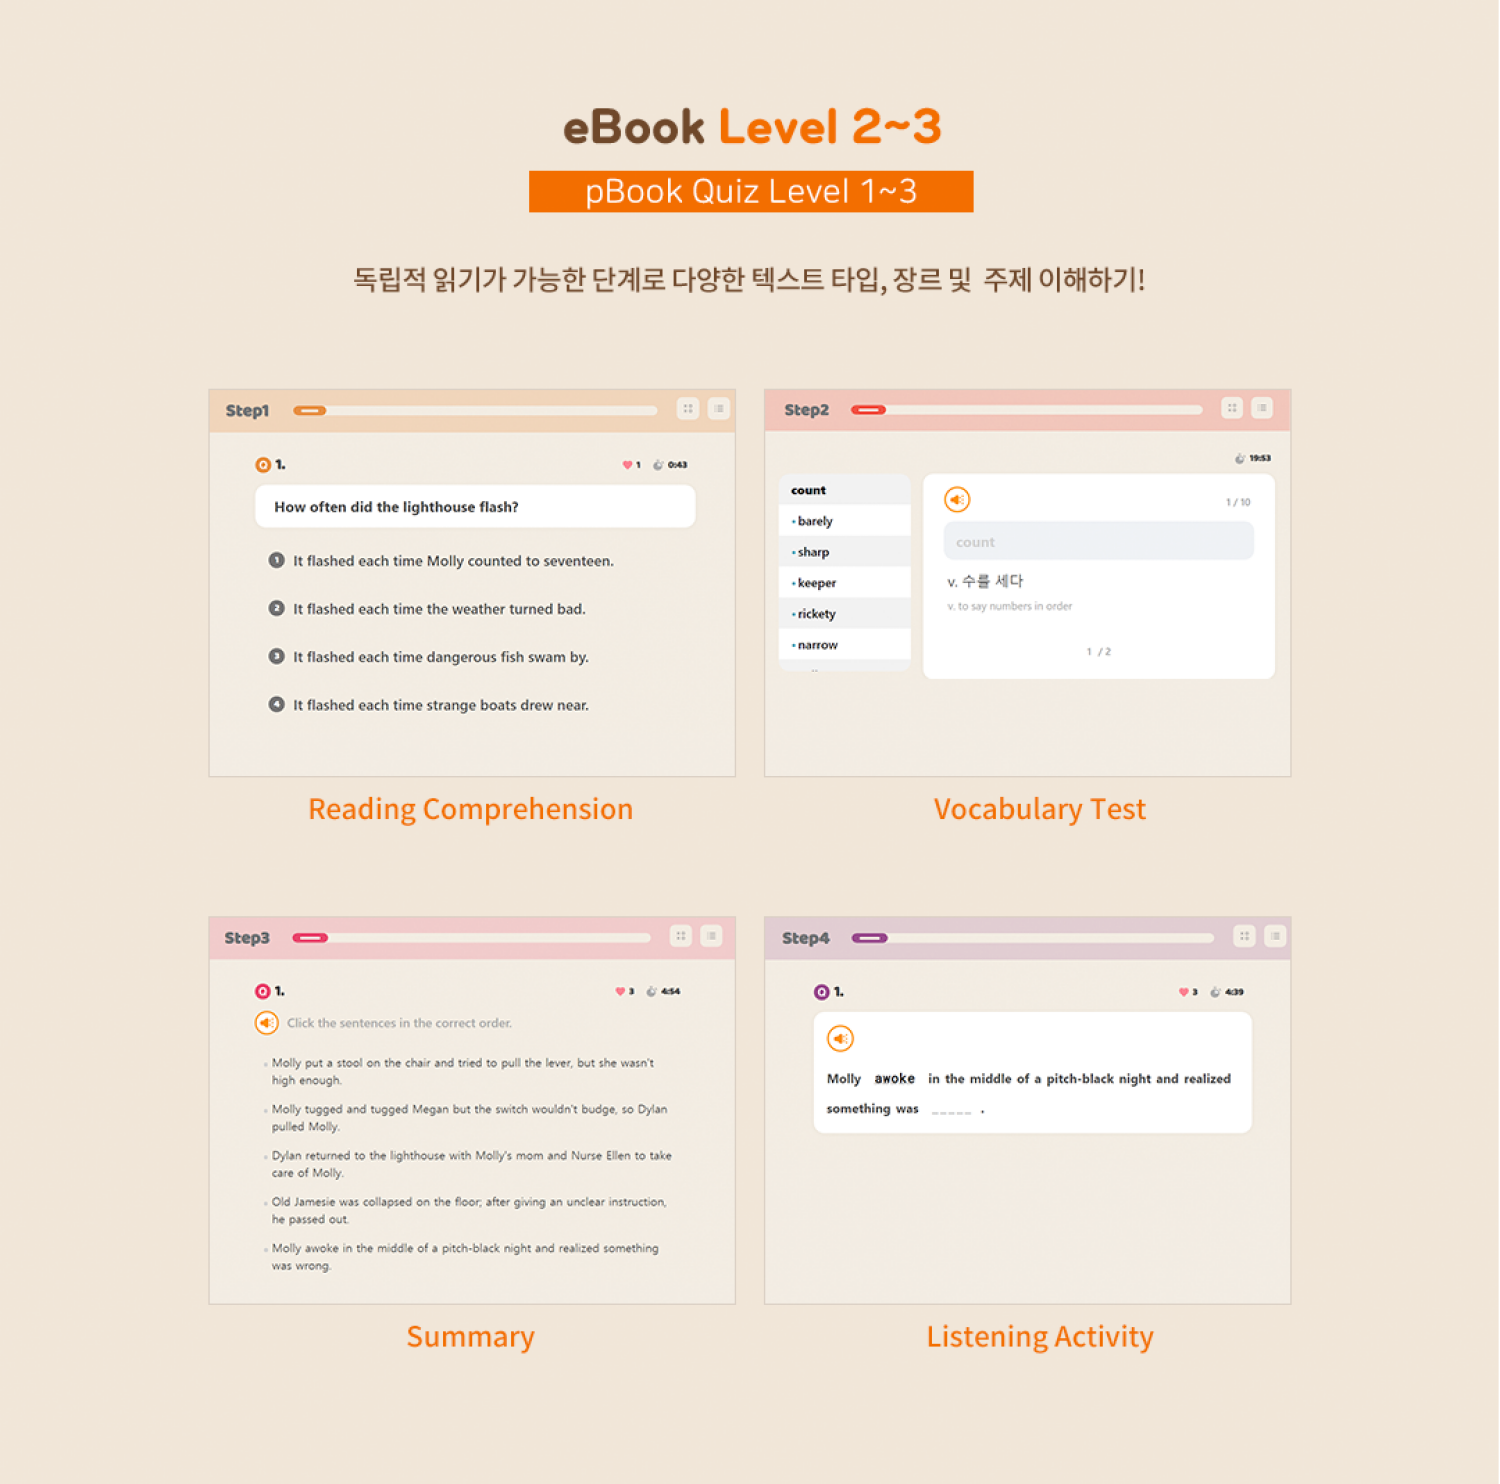 eBook Level 2~3
pBook Quiz Level 1~3
독립적 읽기가 가능한 단계로 다양한 텍스트 타입, 장르 및 주제 이해하기!
Step1
Q 1.
1 0:43
How often did the lighthouse flash?
1 It flashed each time Molly counted to seventeen.
2 It flashed each time the weather turned bad.
3 It flashed each time dangerous fish swam by.
4 It flashed each time strange boats drew near.
Reading Comprehension
Step2
19:53
count
barely
sharp
keeper
rickety
narrow
1 / 10
count
v. 수를 세다
v. to say numbers in order
1 / 2
Vocabulary Test
Step3
Q 1.
3 4:54
Click the sentences in the correct order.
Molly put a stool on the chair and tried to pull the lever, but she wasn't
high enough.
Molly tugged and tugged Megan but the switch wouldn't budge, so Dylan
pulled Molly.
Dylan returned to the lighthouse with Molly's mom and Nurse Ellen to take
care of Molly.
Old Jamesie was collapsed on the floor; after giving an unclear instruction,
he passed out.
Molly awoke in the middle of a pitch-black night and realized something
was wrong.
Summary
Step4
Q 1.
3 4:39
Molly awoke in the middle of a pitch-black night and realized
something was _____ .
Listening Activity